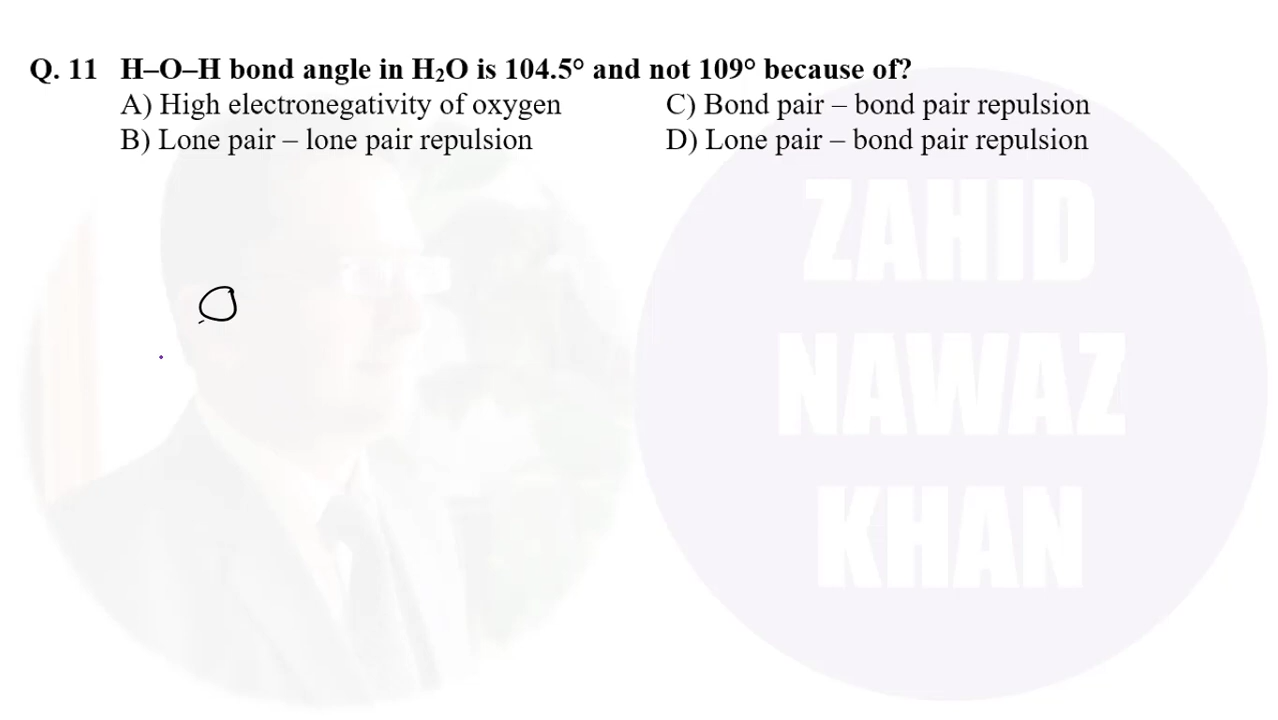 Q. 11 H–O–H bond angle in H₂O is 104.5° and not 109° because of?
A) High electronegativity of oxygen C) Bond pair – bond pair repulsion
B) Lone pair – lone pair repulsion D) Lone pair – bond pair repulsion
O
ZAHID
NAWAZ
KHAN